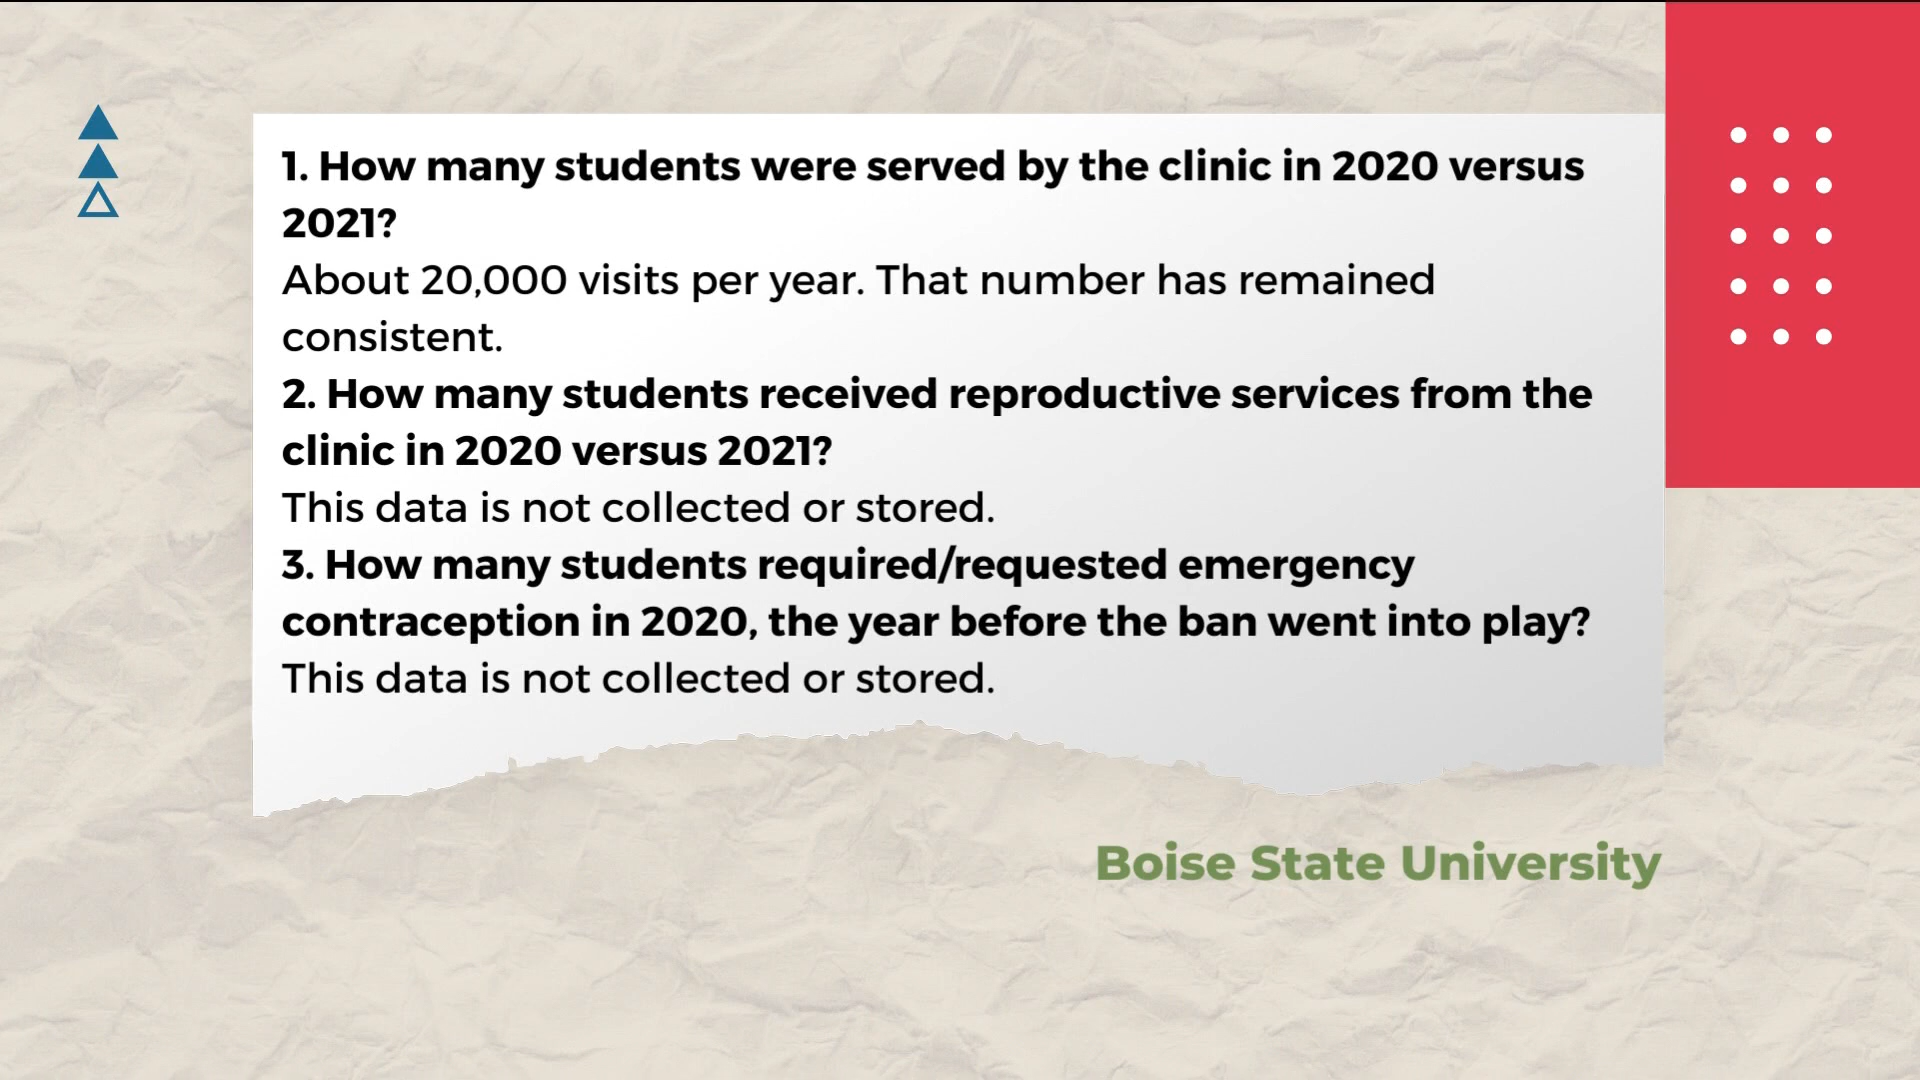 1. How many students were served by the clinic in 2020 versus
2021?
About 20,000 visits per year. That number has remained
consistent.
2. How many students received reproductive services from the
clinic in 2020 versus 2021?
This data is not collected or stored.
3. How many students required/requested emergency
contraception in 2020, the year before the ban went into play?
This data is not collected or stored.
Boise State University